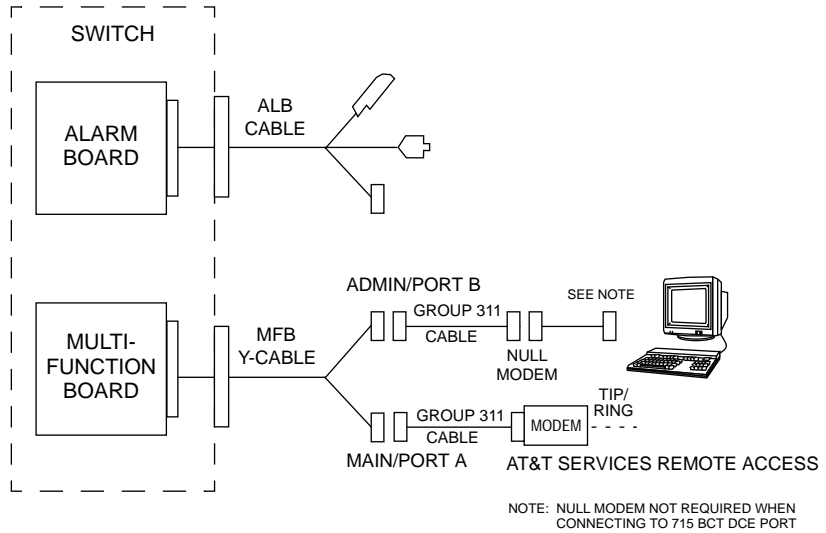 SWITCH
ALARM
BOARD
ALB
CABLE
MULTI-
FUNCTION
BOARD
MFB
Y-CABLE
ADMIN/PORT B
GROUP 311
CABLE
NULL
MODEM
SEE NOTE
TIP/
RING
GROUP 311
CABLE
MODEM
MAIN/PORT A
AT&T SERVICES REMOTE ACCESS
NOTE: NULL MODEM NOT REQUIRED WHEN
CONNECTING TO 715 BCT DCE PORT